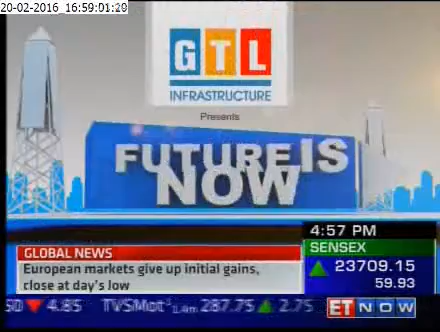 20-02-2016 16:59:01:20
GTL
INFRASTRUCTURE
Presents
FUTURE IS
NOW
4:57 PM
GLOBAL NEWS
SENSEX
European markets give up initial gains,
close at day's low
23709.15
59.93
50 4.85 TVSMot 287.75 2.75 ET NOW